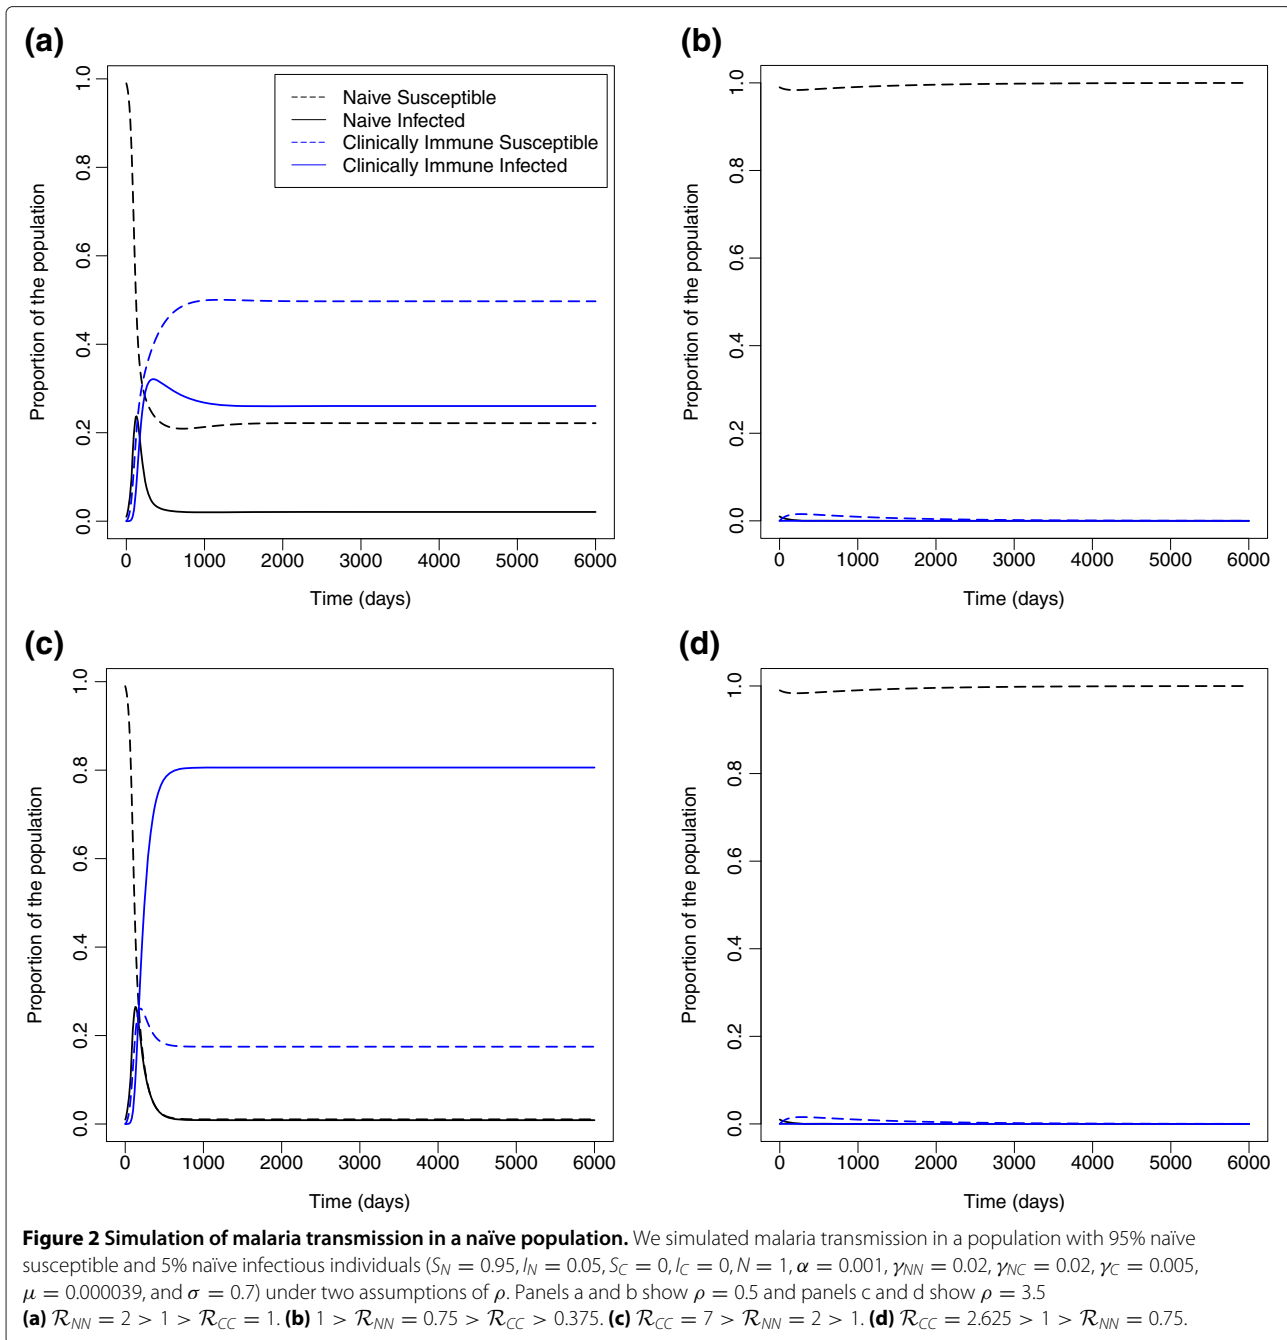 (a)
1.0
0.8
0.6
0.4
0.2
0.0
Proportion of the population
Naive Susceptible
Naive Infected
Clinically Immune Susceptible
Clinically Immune Infected
0 1000 2000 3000 4000 5000 6000
Time (days)
(b)
1.0
0.8
0.6
0.4
0.2
0.0
Proportion of the population
0 1000 2000 3000 4000 5000 6000
Time (days)
(c)
1.0
0.8
0.6
0.4
0.2
0.0
Proportion of the population
0 1000 2000 3000 4000 5000 6000
Time (days)
(d)
1.0
0.8
0.6
0.4
0.2
0.0
Proportion of the population
0 1000 2000 3000 4000 5000 6000
Time (days)
Figure 2 Simulation of malaria transmission in a naïve population. We simulated malaria transmission in a population with 95% naïve
susceptible and 5% naïve infectious individuals (S_N = 0.95, I_N = 0.05, S_C = 0, I_C = 0, N = 1, α = 0.001, γ_NN = 0.02, γ_NC = 0.02, γ_C = 0.005,
μ = 0.000039, and σ = 0.7) under two assumptions of ρ. Panels a and b show ρ = 0.5 and panels c and d show ρ = 3.5
(a) R_NN = 2 > 1 > R_CC = 1. (b) 1 > R_NN = 0.75 > R_CC > 0.375. (c) R_CC = 7 > R_NN = 2 > 1. (d) R_CC = 2.625 > 1 > R_NN = 0.75.